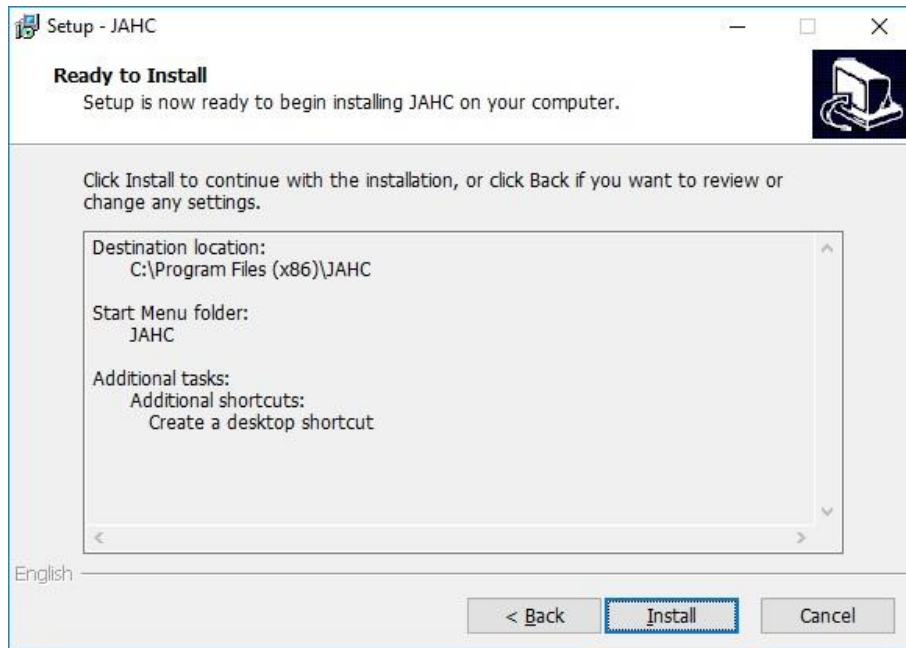 Setup - JAHC
Ready to Install
Setup is now ready to begin installing JAHC on your computer.
Click Install to continue with the installation, or click Back if you want to review or
change any settings.
Destination location:
C:\Program Files (x86)\JAHC
Start Menu folder:
JAHC
Additional tasks:
Additional shortcuts:
Create a desktop shortcut
English
< Back
Install
Cancel